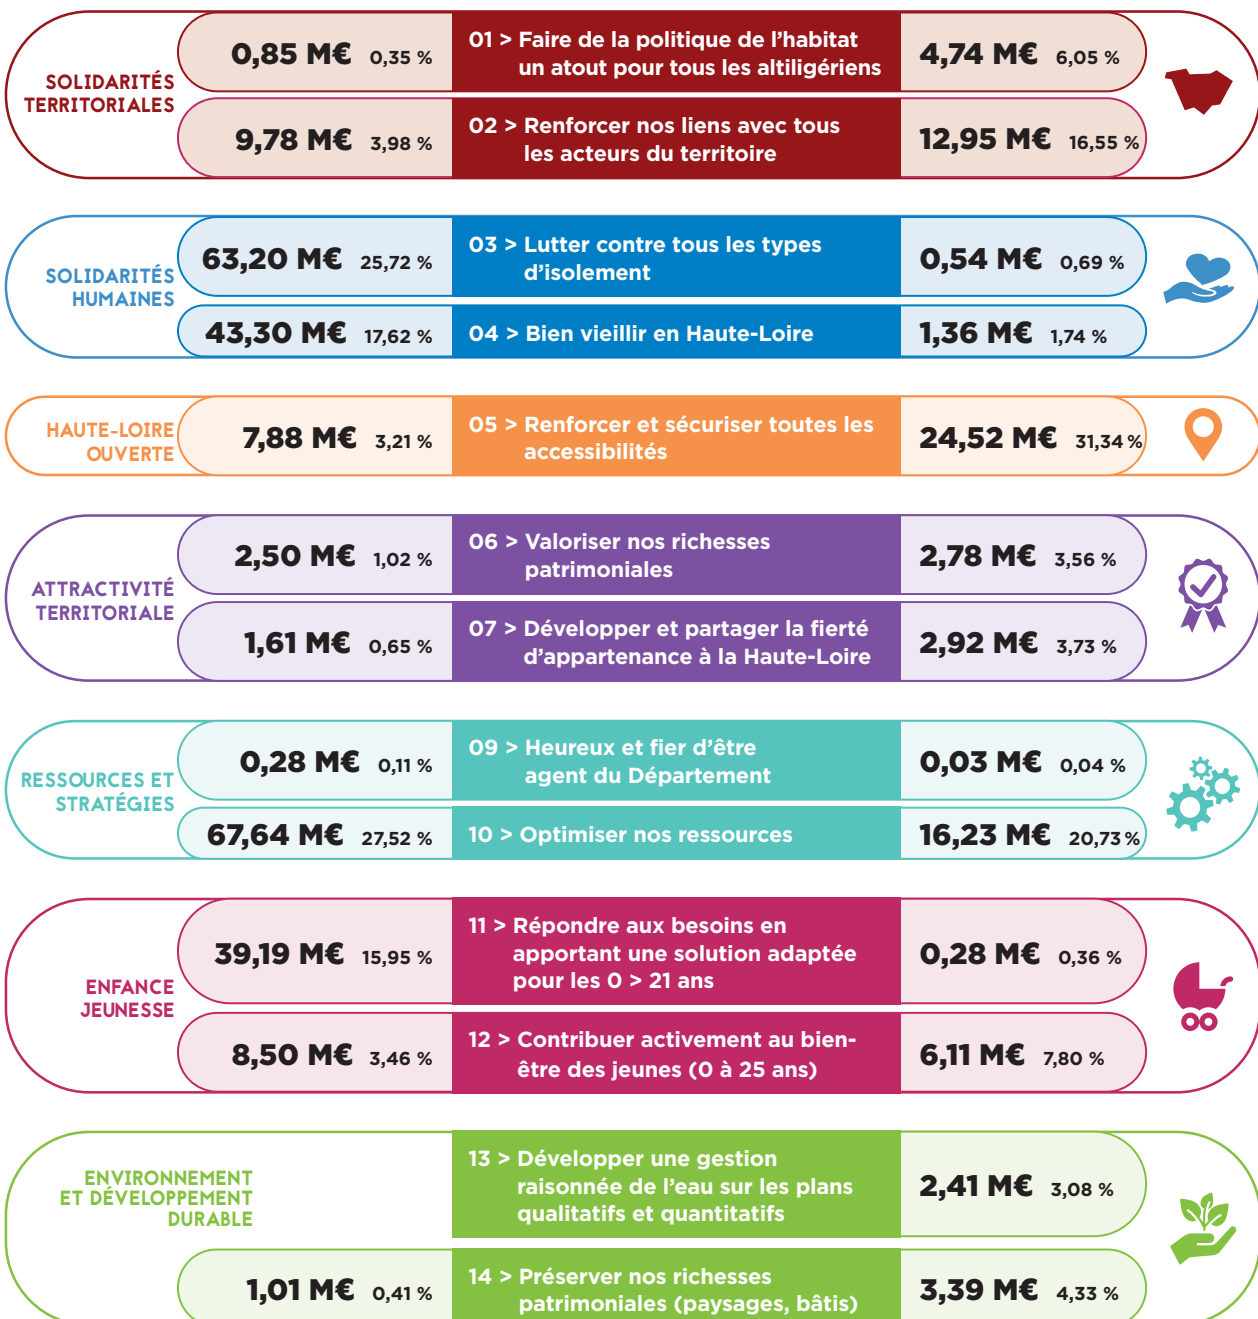 SOLIDARITÉS
TERRITORIALES
0,85 M€ 0,35 %
01 > Faire de la politique de l’habitat
un atout pour tous les altiligériens
4,74 M€ 6,05 %
9,78 M€ 3,98 %
02 > Renforcer nos liens avec tous
les acteurs du territoire
12,95 M€ 16,55 %
SOLIDARITÉS
HUMAINES
63,20 M€ 25,72 %
03 > Lutter contre tous les types
d’isolement
0,54 M€ 0,69 %
43,30 M€ 17,62 %
04 > Bien vieillir en Haute-Loire
1,36 M€ 1,74 %
HAUTE-LOIRE
OUVERTE
7,88 M€ 3,21 %
05 > Renforcer et sécuriser toutes les
accessibilités
24,52 M€ 31,34 %
ATTRACTIVITÉ
TERRITORIALE
2,50 M€ 1,02 %
06 > Valoriser nos richesses
patrimoniales
2,78 M€ 3,56 %
1,61 M€ 0,65 %
07 > Développer et partager la fierté
d’appartenance à la Haute-Loire
2,92 M€ 3,73 %
RESSOURCES ET
STRATÉGIES
0,28 M€ 0,11 %
09 > Heureux et fier d’être
agent du Département
0,03 M€ 0,04 %
67,64 M€ 27,52 %
10 > Optimiser nos ressources
16,23 M€ 20,73 %
ENFANCE
JEUNESSE
39,19 M€ 15,95 %
11 > Répondre aux besoins en
apportant une solution adaptée
pour les 0 > 21 ans
0,28 M€ 0,36 %
8,50 M€ 3,46 %
12 > Contribuer activement au bien-
être des jeunes (0 à 25 ans)
6,11 M€ 7,80 %
ENVIRONNEMENT
ET DÉVELOPPEMENT
DURABLE
13 > Développer une gestion
raisonnée de l’eau sur les plans
qualitatifs et quantitatifs
2,41 M€ 3,08 %
1,01 M€ 0,41 %
14 > Préserver nos richesses
patrimoniales (paysages, bâtis)
3,39 M€ 4,33 %